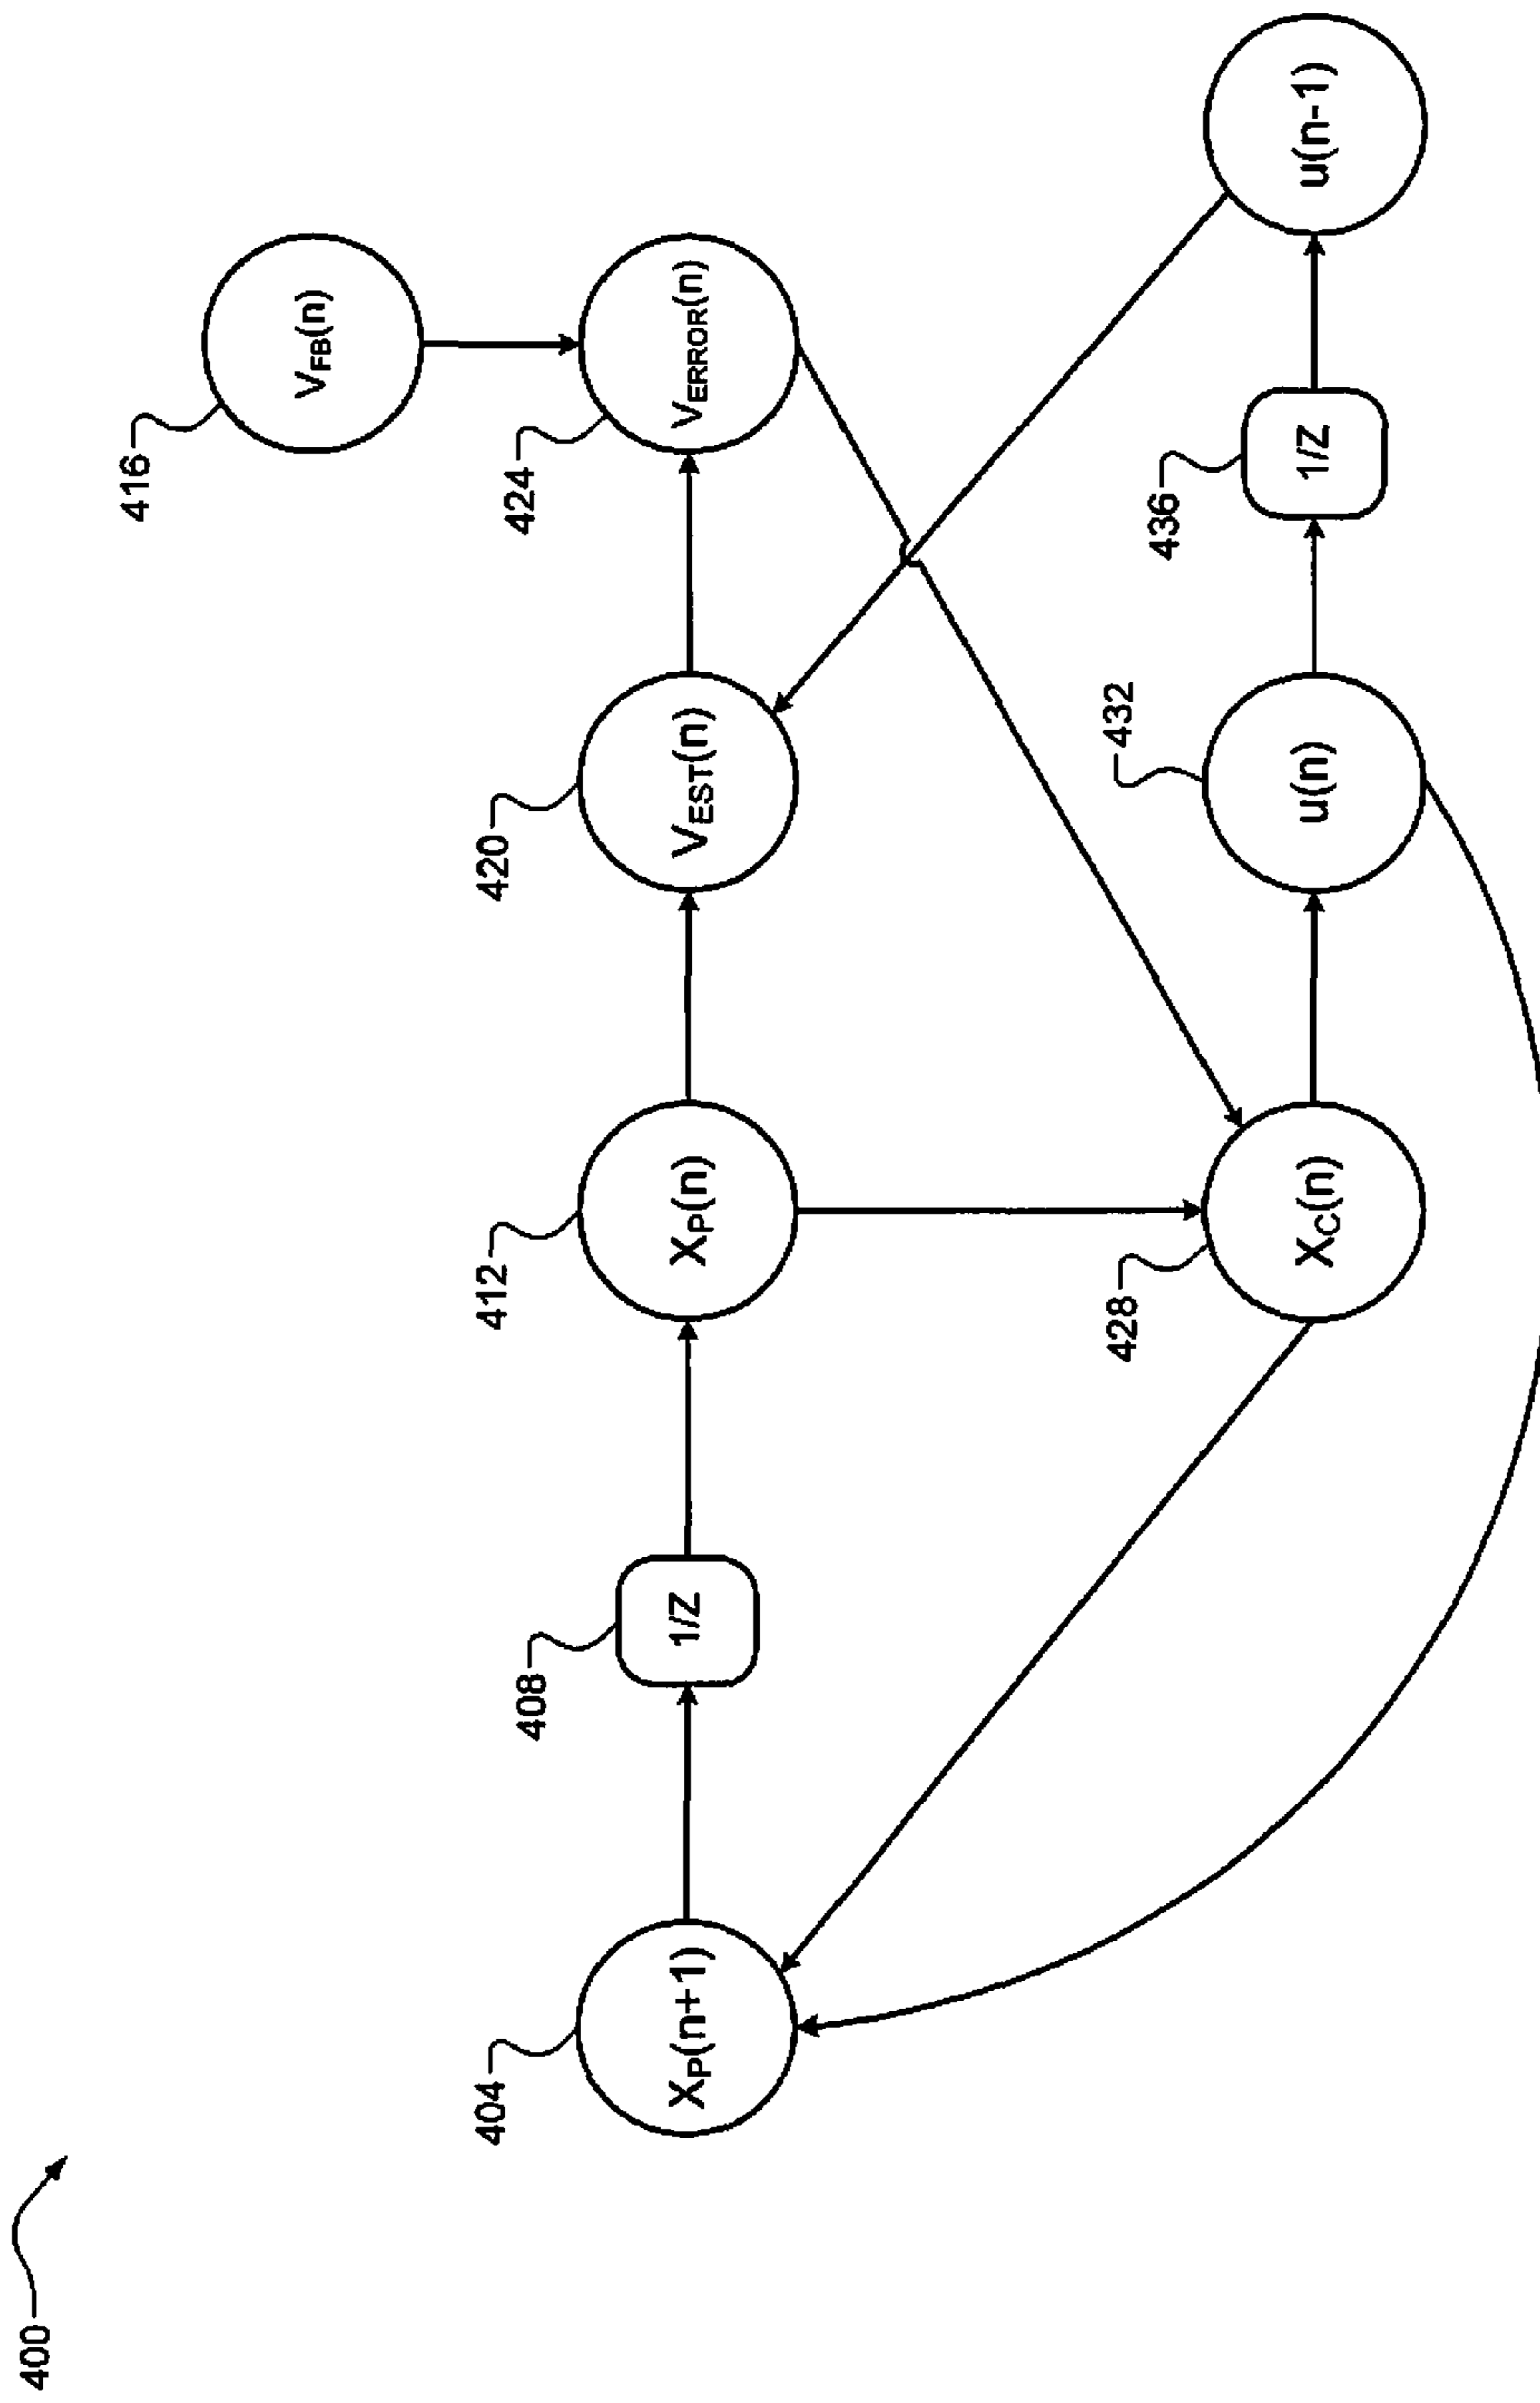 400
404
X_P(n+1)
408
1/Z
412
X_P(n)
420
V_EST(n)
424
V_ERROR(n)
416
V_FB(n)
428
X_C(n)
432
u(n)
436
1/Z
u(n-1)